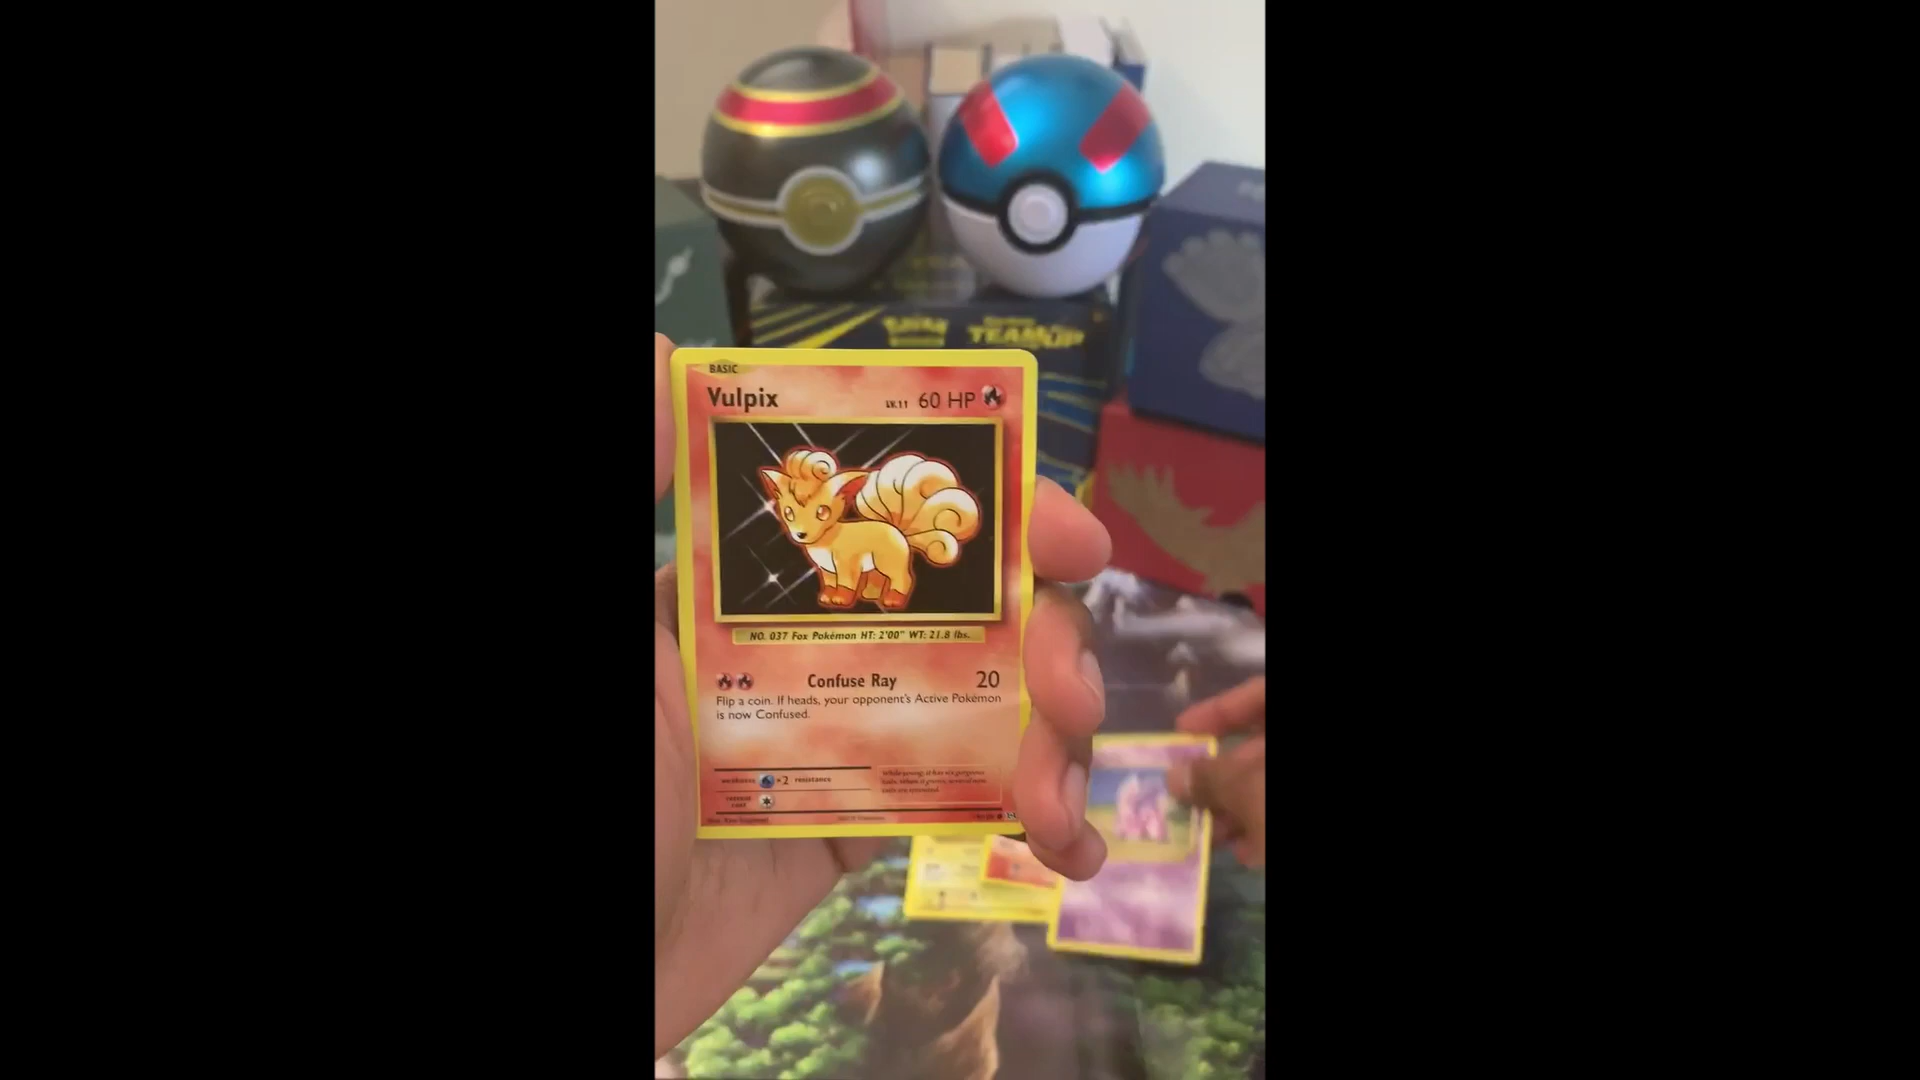 TEAM UP
BASIC
Vulpix LV.11 60 HP
NO. 037 Fox Pokémon HT: 2'00" WT: 21.8 lbs.
Confuse Ray 20
Flip a coin. If heads, your opponent's Active Pokémon
is now Confused.
weakness ×2 resistance
retreat
cost